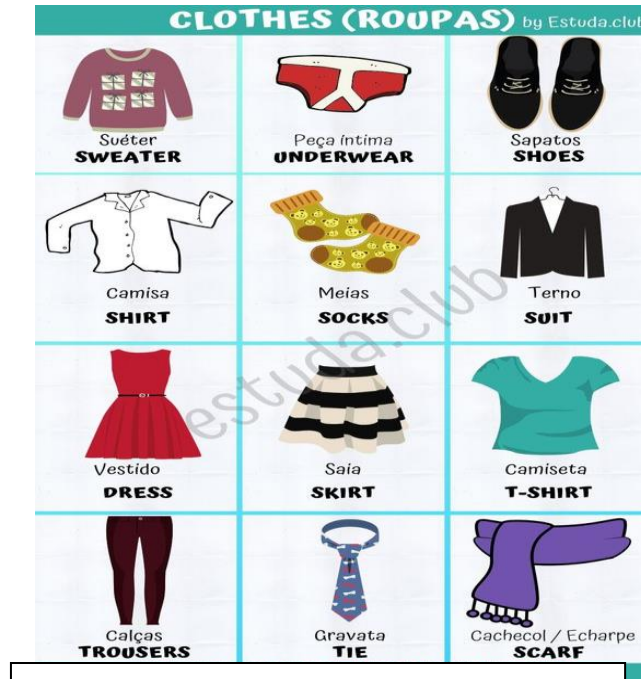 CLOTHES (ROUPAS) by Estuda.club
Suéter
SWEATER
Peça íntima
UNDERWEAR
Sapatos
SHOES
Camisa
SHIRT
Meias
SOCKS
Terno
SUIT
Vestido
DRESS
Saia
SKIRT
Camiseta
T-SHIRT
Calças
TROUSERS
Gravata
TIE
Cachecol / Echarpe
SCARF
estuda.club